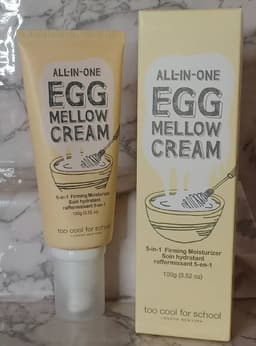 ALL-IN-ONE
EGG
MELLOW
CREAM
5-in-1 Firming Moisturizer
Soin hydratant
raffermissant 5-en-1
100g (3.52 oz)
too cool for school
ALL-IN-ONE
EGG
MELLOW
CREAM
5-in-1 Firming Moisturizer
Soin hydratant
raffermissant 5-en-1
100g (3.52 oz)
too cool for school